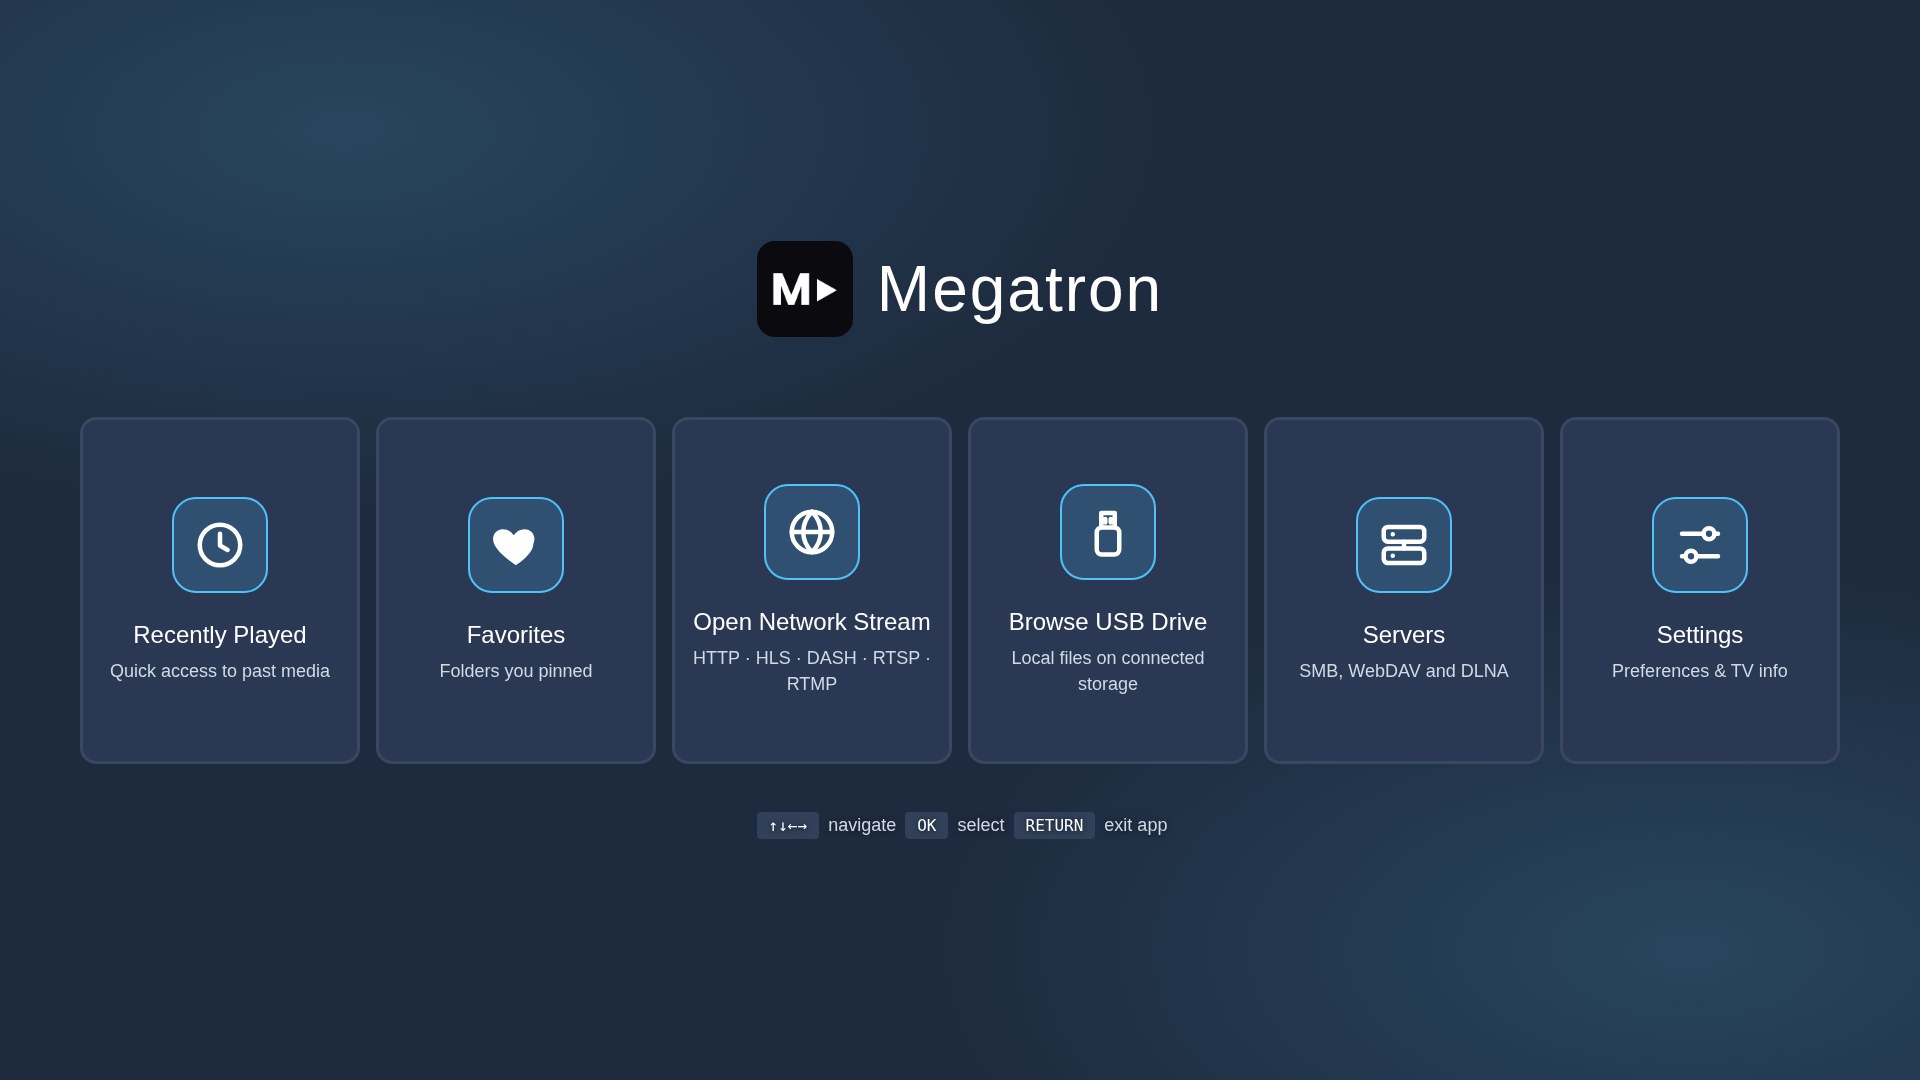 M
Megatron
Recently Played
Quick access to past media
Favorites
Folders you pinned
Open Network Stream
HTTP · HLS · DASH · RTSP ·
RTMP
Browse USB Drive
Local files on connected
storage
Servers
SMB, WebDAV and DLNA
Settings
Preferences & TV info
↑↓←→ navigate OK select RETURN exit app